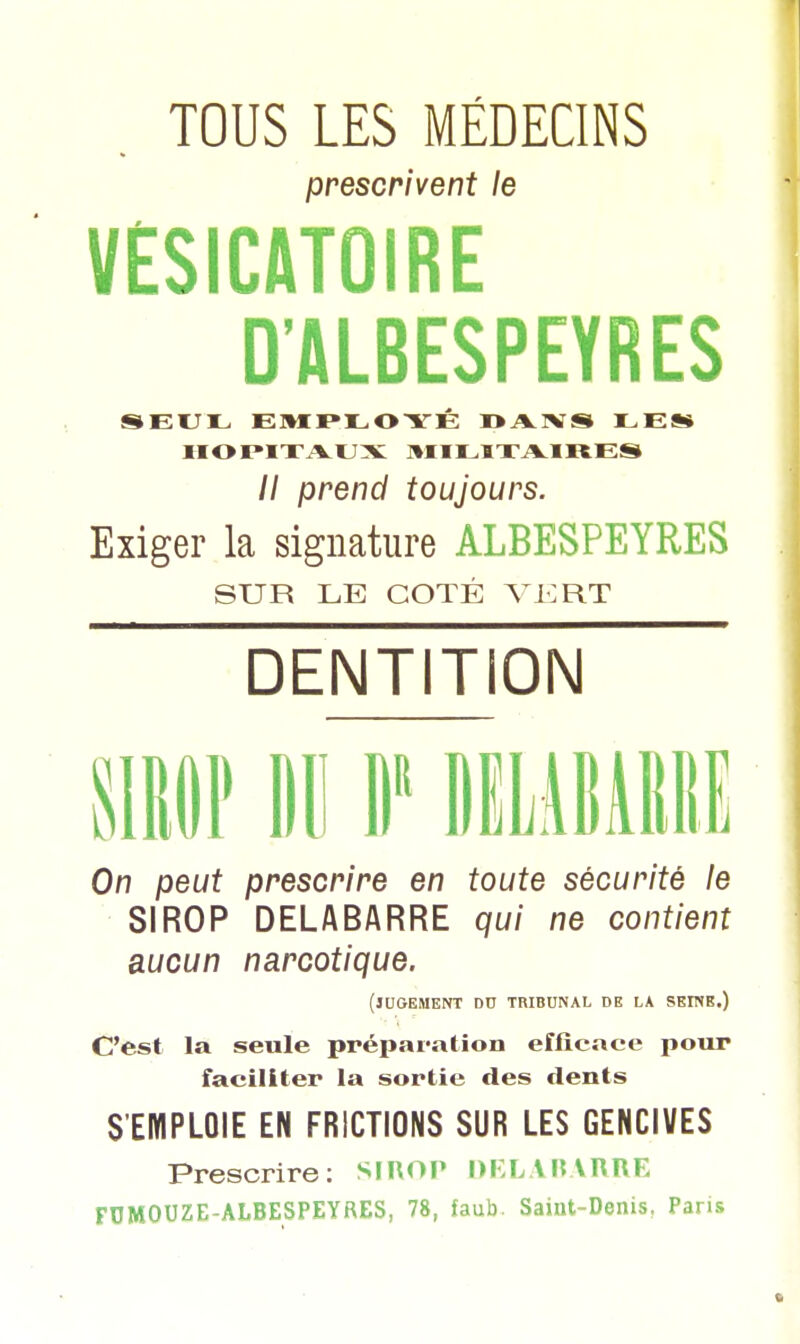 TOUS LES MÉDECINS
prescrivent le
VÉSICATOIRE
D'ALBESPEYRES
SEUL EMPLOYÉ DANS LES
HOPITAUX MILITAIRES
Il prend toujours.
Exiger la signature ALBESPEYRES
SUR LE COTÉ VERT
DENTITION
SIROP DU DR DELABARRE
On peut prescrire en toute sécurité le
SIROP DELABARRE qui ne contient
aucun narcotique.
(JUGEMENT DU TRIBUNAL DE LA SEINE.)
C'est la seule préparation efficace pour
faciliter la sortie des dents
S'EMPLOIE EN FRICTIONS SUR LES GENCIVES
Prescrire: SIROP DELABARRE
FUMOUZE-ALBESPEYRES, 78, faub. Saint-Denis, Paris